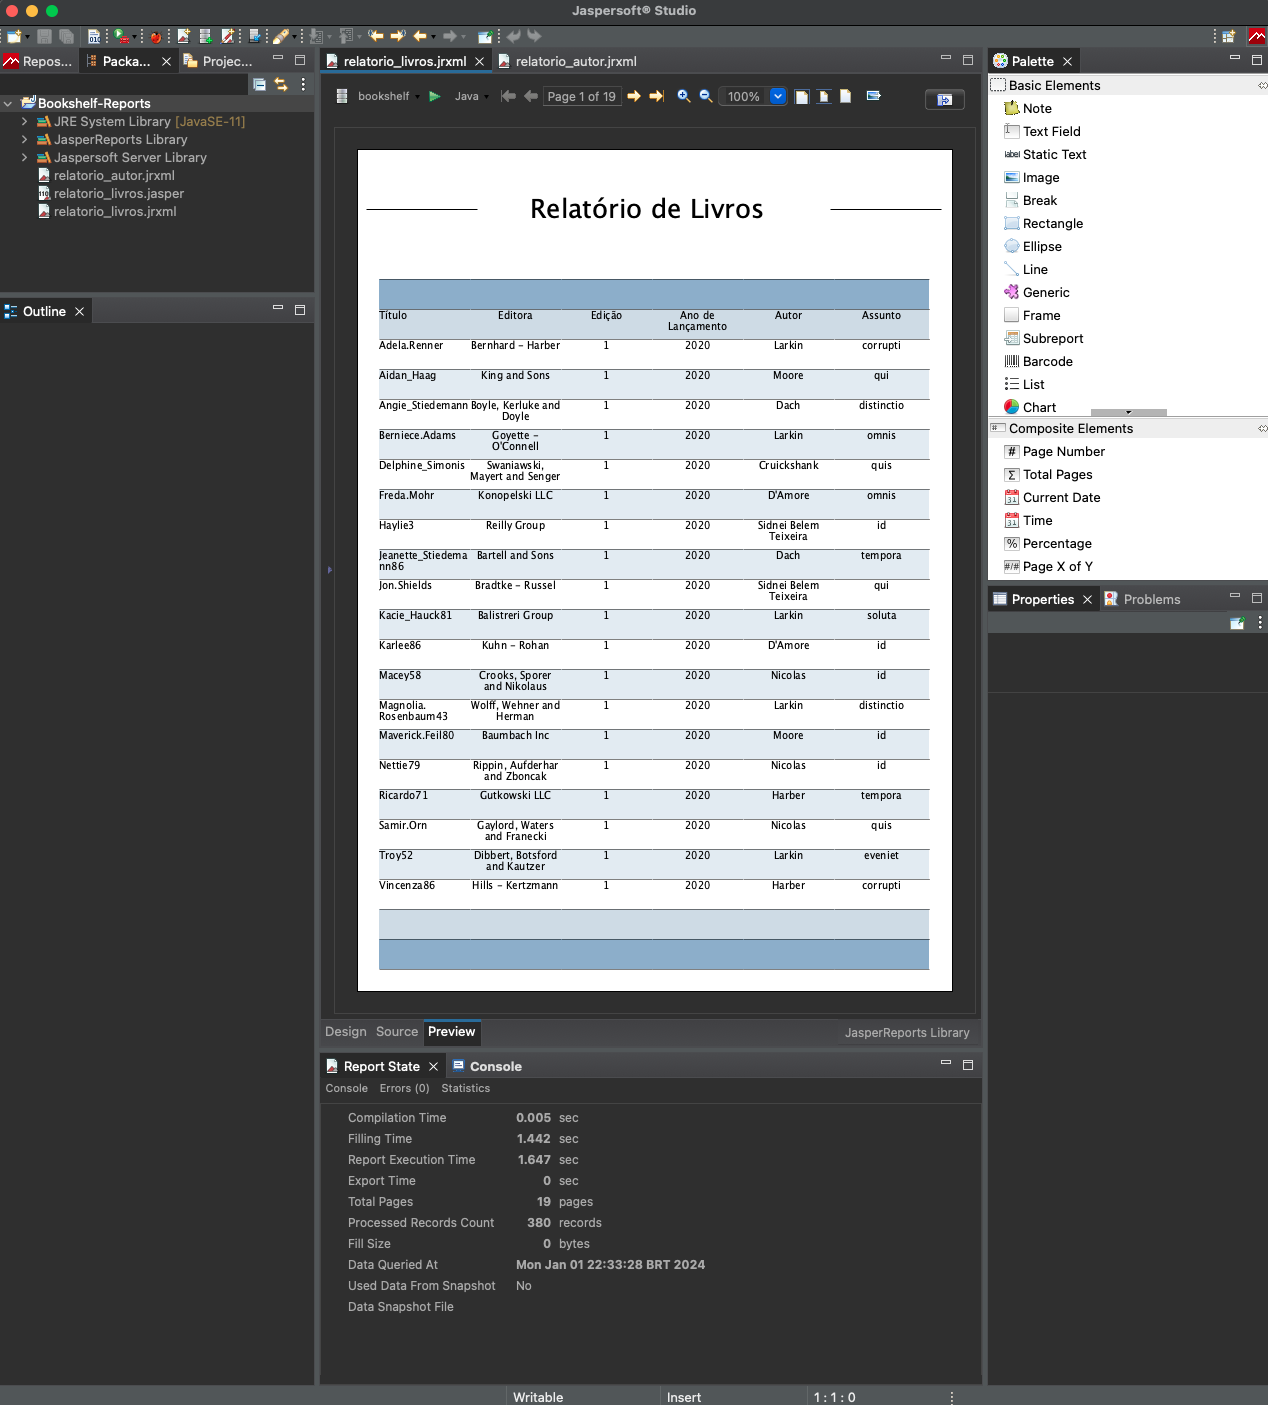 Jaspersoft® Studio
Repos...
Packa...
Projec...
Bookshelf-Reports
JRE System Library [JavaSE-11]
JasperReports Library
Jaspersoft Server Library
relatorio_autor.jrxml
relatorio_livros.jasper
relatorio_livros.jrxml
Outline
relatorio_livros.jrxml
relatorio_autor.jrxml
bookshelf
Java
Page 1 of 19
100%
Relatório de Livros
Título Editora Edição Ano de Lançamento Autor Assunto
Adela.Renner Bernhard - Harber 1 2020 Larkin corrupti
Aidan_Haag King and Sons 1 2020 Moore qui
Angie_Stiedemann Boyle, Kerluke and Doyle 1 2020 Dach distinctio
Berniece.Adams Goyette - O'Connell 1 2020 Larkin omnis
Delphine_Simonis Swaniawski, Mayert and Senger 1 2020 Cruickshank quis
Freda.Mohr Konopelski LLC 1 2020 D'Amore omnis
Haylie3 Reilly Group 1 2020 Sidnei Belem Teixeira id
Jeanette_Stiedemann86 Bartell and Sons 1 2020 Dach tempora
Jon.Shields Bradtke - Russel 1 2020 Sidnei Belem Teixeira qui
Kacie_Hauck81 Balistreri Group 1 2020 Larkin soluta
Karlee86 Kuhn - Rohan 1 2020 D'Amore id
Macey58 Crooks, Sporer and Nikolaus 1 2020 Nicolas id
Magnolia.Rosenbaum43 Wolff, Wehner and Herman 1 2020 Larkin distinctio
Maverick.Feil80 Baumbach Inc 1 2020 Moore id
Nettie79 Rippin, Aufderhar and Zboncak 1 2020 Nicolas id
Ricardo71 Gutkowski LLC 1 2020 Harber tempora
Samir.Orn Gaylord, Waters and Franecki 1 2020 Nicolas quis
Troy52 Dibbert, Botsford and Kautzer 1 2020 Larkin eveniet
Vincenza86 Hills - Kertzmann 1 2020 Harber corrupti
Design Source Preview
JasperReports Library
Report State
Console
Console Errors (0) Statistics
Compilation Time 0.005 sec
Filling Time 1.442 sec
Report Execution Time 1.647 sec
Export Time 0 sec
Total Pages 19 pages
Processed Records Count 380 records
Fill Size 0 bytes
Data Queried At Mon Jan 01 22:33:28 BRT 2024
Used Data From Snapshot No
Data Snapshot File
Palette
Basic Elements
Note
Text Field
label Static Text
Image
Break
Rectangle
Ellipse
Line
Generic
Frame
Subreport
Barcode
List
Chart
Composite Elements
# Page Number
Σ Total Pages
31 Current Date
31 Time
% Percentage
#/# Page X of Y
Properties
Problems
Writable
Insert
1 : 1 : 0